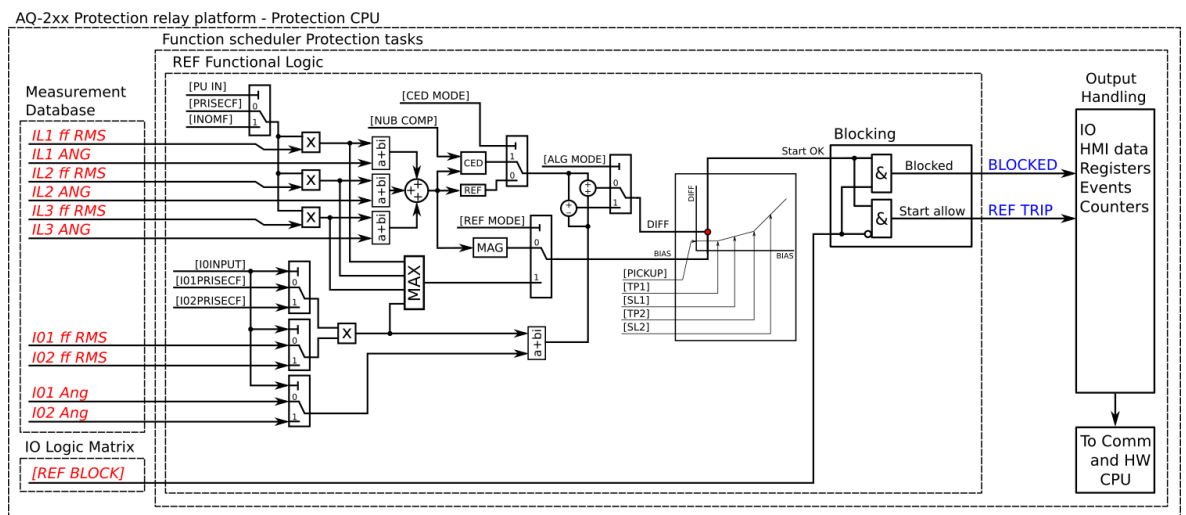 AQ-2xx Protection relay platform - Protection CPU
Function scheduler Protection tasks
REF Functional Logic
Measurement
Database
IL1 ff RMS
IL1 ANG
IL2 ff RMS
IL2 ANG
IL3 ff RMS
IL3 ANG
I01 ff RMS
I02 ff RMS
I01 Ang
I02 Ang
IO Logic Matrix
[REF BLOCK]
[PU IN]
[PRISECF]
[INOMF]
0
1
X
X
X
a+bi
a+bi
a+bi
+
+
+
[NUB COMP]
[CED MODE]
CED
REF
1
0
[ALG MODE]
0
1
+
-
+
-
[REF MODE]
MAG
0
1
MAX
[I0INPUT]
[I01PRISECF]
[I02PRISECF]
0
1
0
1
X
0
1
a+bi
DIFF
BIAS
DIFF
BIAS
[PICKUP]
[TP1]
[SL1]
[TP2]
[SL2]
Start OK
Blocking
&
Blocked
&
Start allow
BLOCKED
REF TRIP
Output
Handling
IO
HMI data
Registers
Events
Counters
To Comm
and HW
CPU